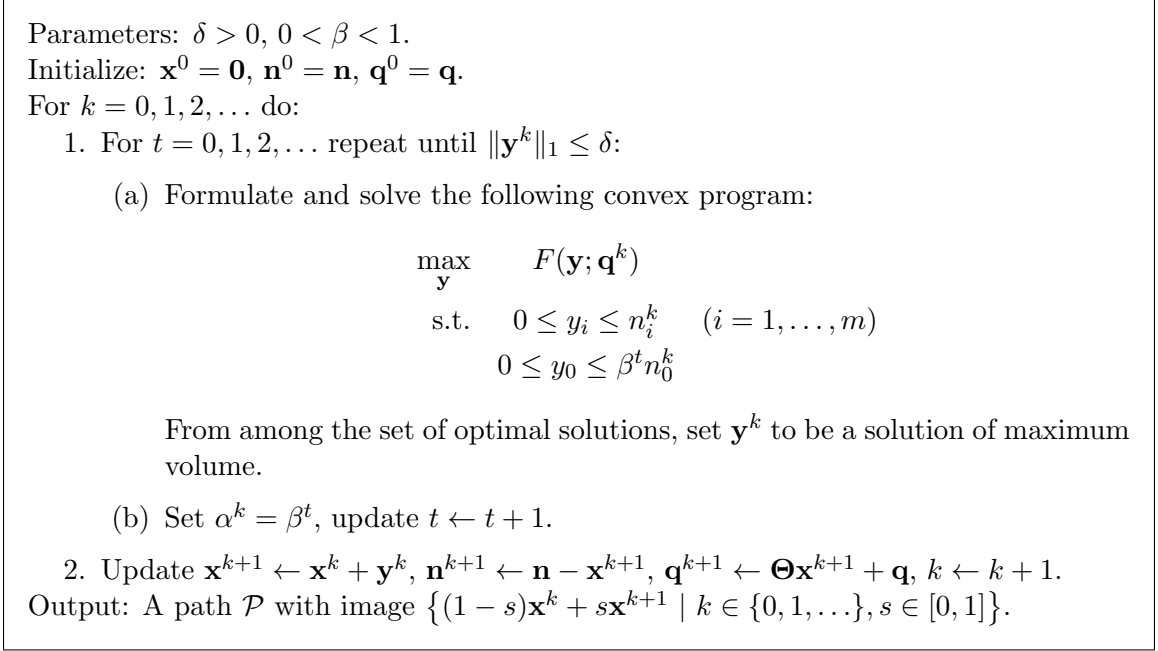 Parameters: δ > 0, 0 < β < 1.
Initialize: x⁰ = 0, n⁰ = n, q⁰ = q.
For k = 0, 1, 2, . . . do:
1. For t = 0, 1, 2, . . . repeat until ‖yᵏ‖₁ ≤ δ:
(a) Formulate and solve the following convex program:
max_y F(y; qᵏ)
s.t. 0 ≤ yᵢ ≤ nᵢᵏ (i = 1, . . . , m)
0 ≤ y₀ ≤ βᵗn₀ᵏ
From among the set of optimal solutions, set yᵏ to be a solution of maximum
volume.
(b) Set αᵏ = βᵗ, update t ← t + 1.
2. Update xᵏ⁺¹ ← xᵏ + yᵏ, nᵏ⁺¹ ← n − xᵏ⁺¹, qᵏ⁺¹ ← Θxᵏ⁺¹ + q, k ← k + 1.
Output: A path 𝒫 with image {(1 − s)xᵏ + sxᵏ⁺¹ | k ∈ {0, 1, . . .}, s ∈ [0, 1]}.